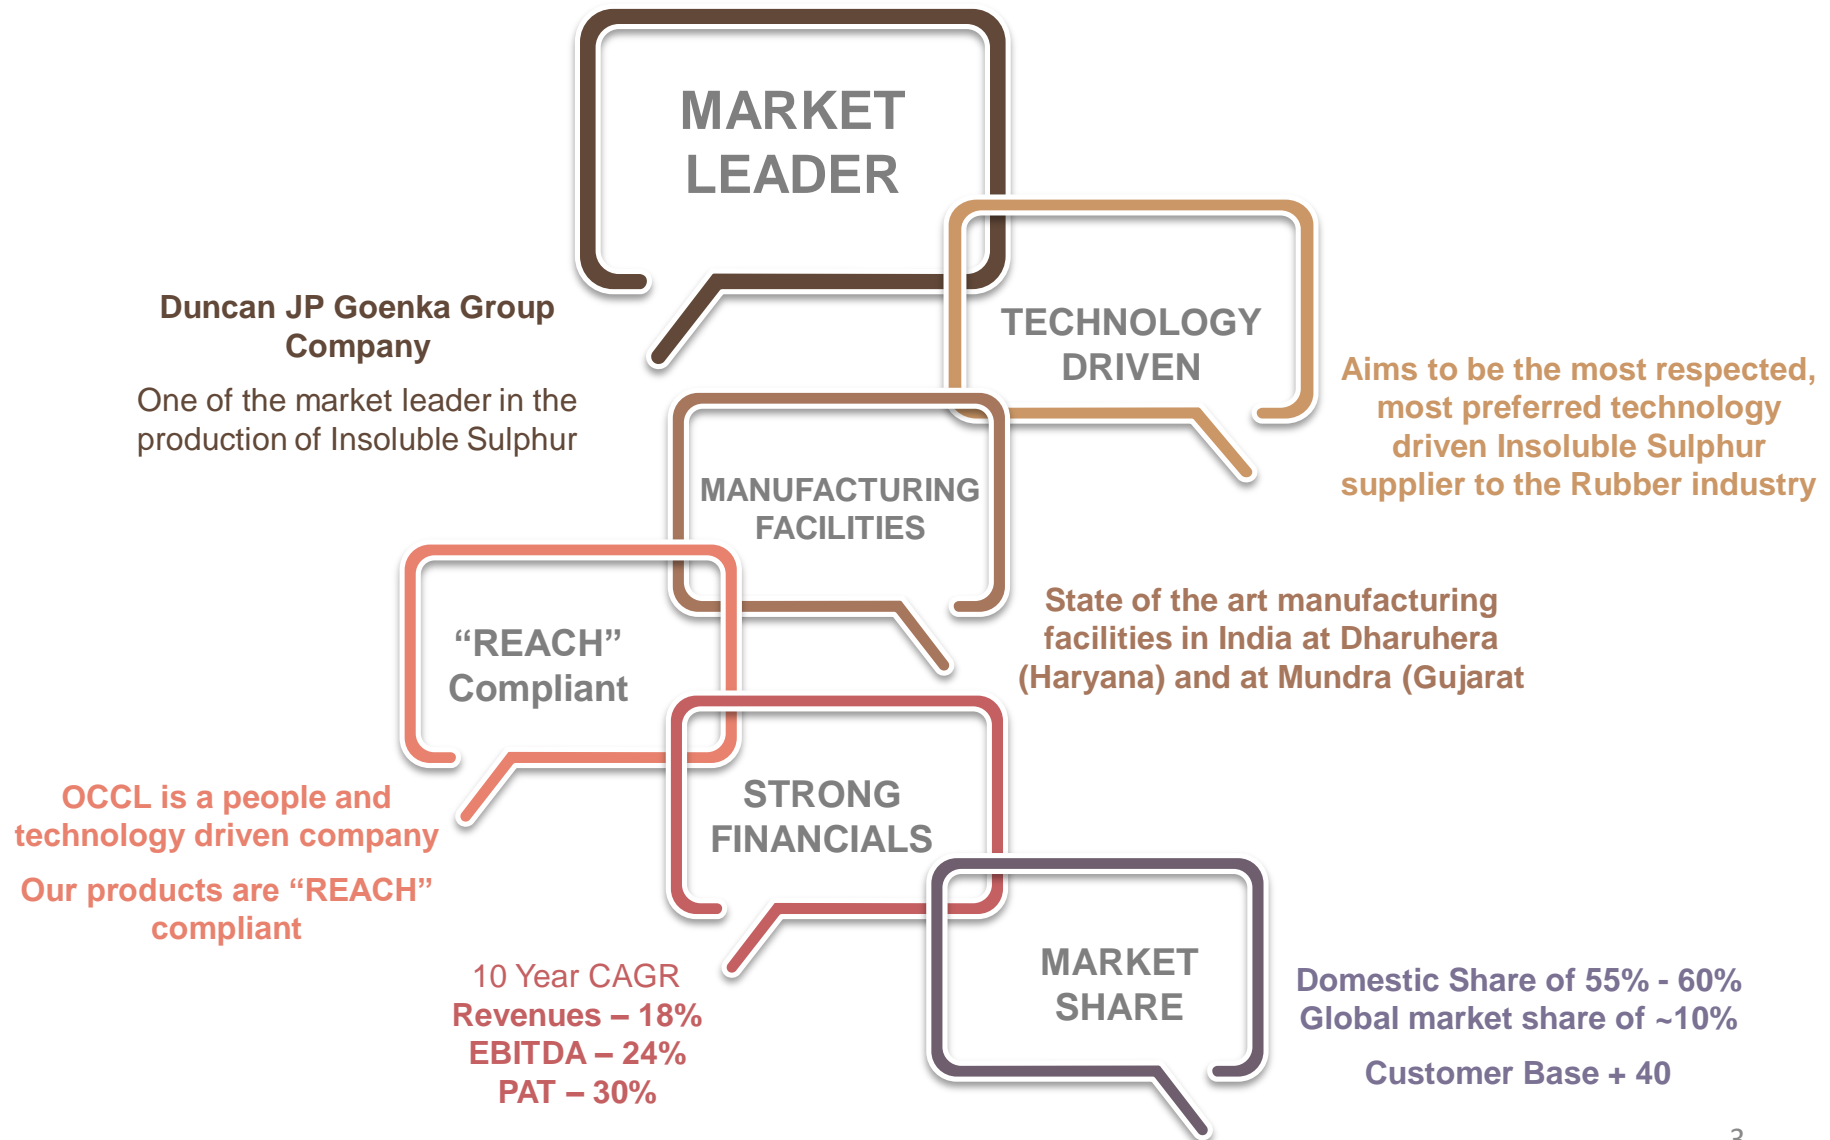 MARKET
LEADER
Duncan JP Goenka Group
Company
One of the market leader in the
production of Insoluble Sulphur
TECHNOLOGY
DRIVEN
Aims to be the most respected,
most preferred technology
driven Insoluble Sulphur
supplier to the Rubber industry
MANUFACTURING
FACILITIES
State of the art manufacturing
facilities in India at Dharuhera
(Haryana) and at Mundra (Gujarat
“REACH”
Compliant
OCCL is a people and
technology driven company
Our products are “REACH”
compliant
STRONG
FINANCIALS
10 Year CAGR
Revenues – 18%
EBITDA – 24%
PAT – 30%
MARKET
SHARE
Domestic Share of 55% - 60%
Global market share of ~10%
Customer Base + 40
3